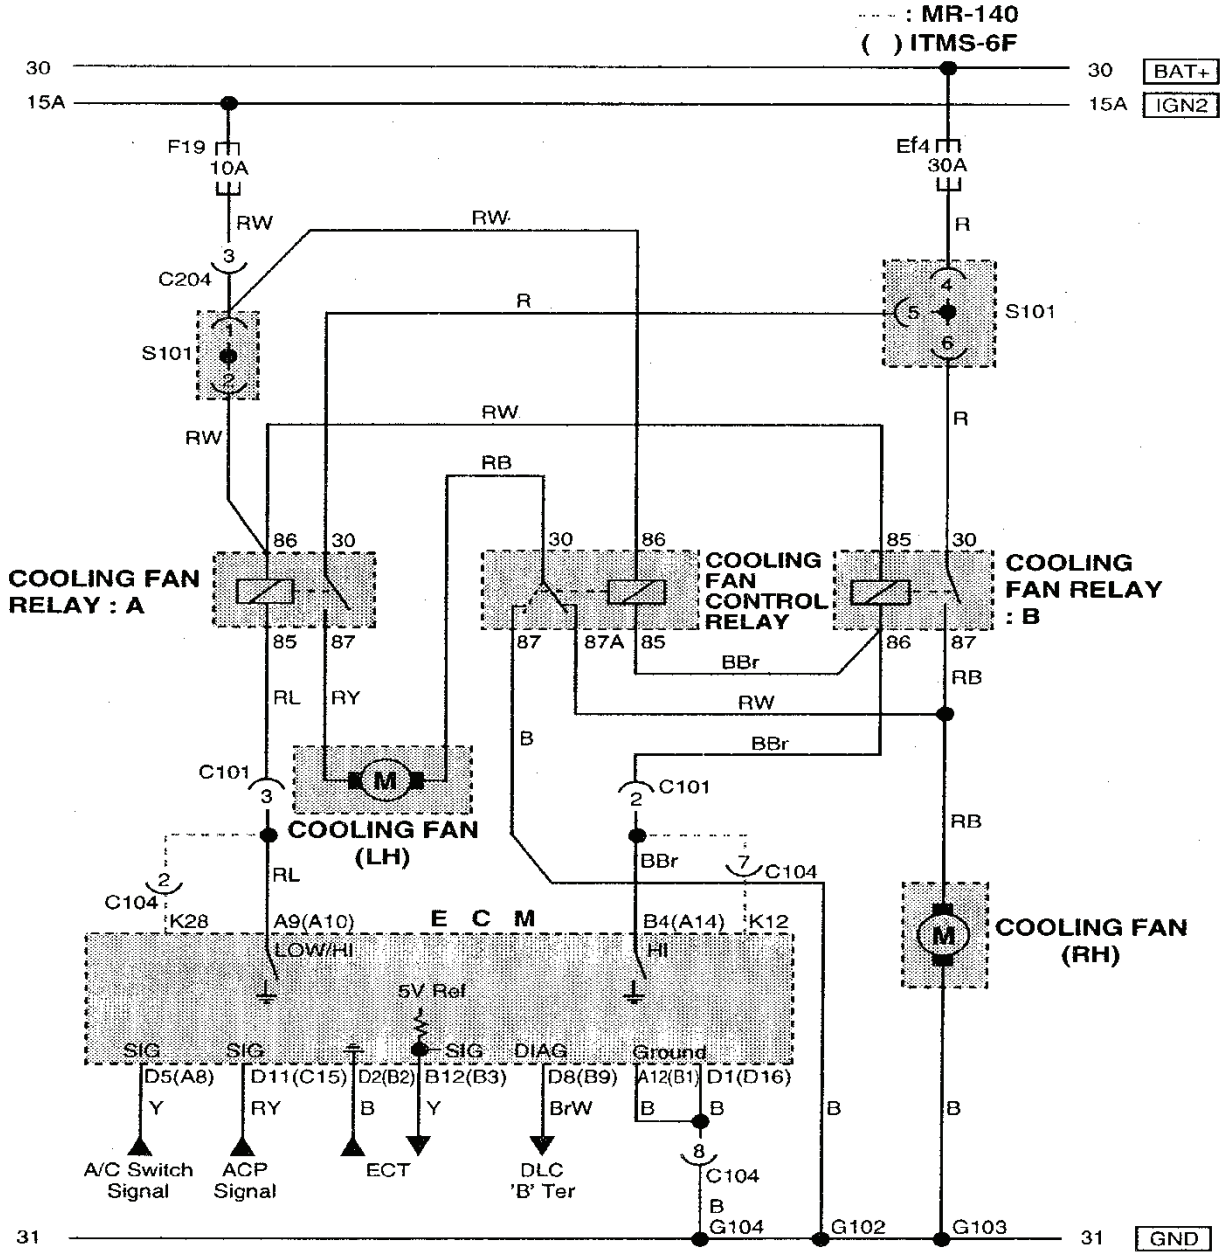 ---- : MR-140
( ) ITMS-6F
30
30 BAT+
15A
15A IGN2
F19
10A
Ef4
30A
RW
R
3
C204
RW
R
4
5
6
S101
1
2
S101
RW
RW
R
RB
86 30
30 86
85 30
COOLING FAN
RELAY : A
COOLING
FAN
CONTROL
RELAY
COOLING
FAN RELAY
: B
85 87
87 87A 85
86 87
BBr
RB
RL RY
RW
B
BBr
C101
3
M
C101
2
COOLING FAN
(LH)
RB
RL
BBr
2
C104
7
C104
K28 A9(A10)
E C M
B4(A14) K12
LOW/HI
HI
M
COOLING FAN
(RH)
5V Ref
SIG SIG SIG DIAG Ground
D5(A8) D11(C15) D2(B2) B12(B3) D8(B9) A12(B1) D1(D16)
Y RY B Y BrW B B B B
8
A/C Switch
Signal
ACP
Signal
ECT
DLC
'B' Ter
C104
B
G104 G102 G103
31
31 GND